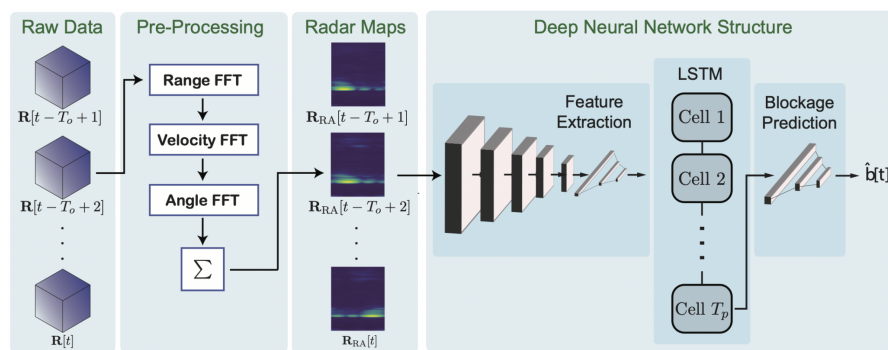 Raw Data
Pre-Processing
Radar Maps
Deep Neural Network Structure
R[t − T_o + 1]
R[t − T_o + 2]
R[t]
Range FFT
Velocity FFT
Angle FFT
Σ
R_RA[t − T_o + 1]
R_RA[t − T_o + 2]
R_RA[t]
Feature
Extraction
LSTM
Cell 1
Cell 2
Cell T_p
Blockage
Prediction
b̂[t]